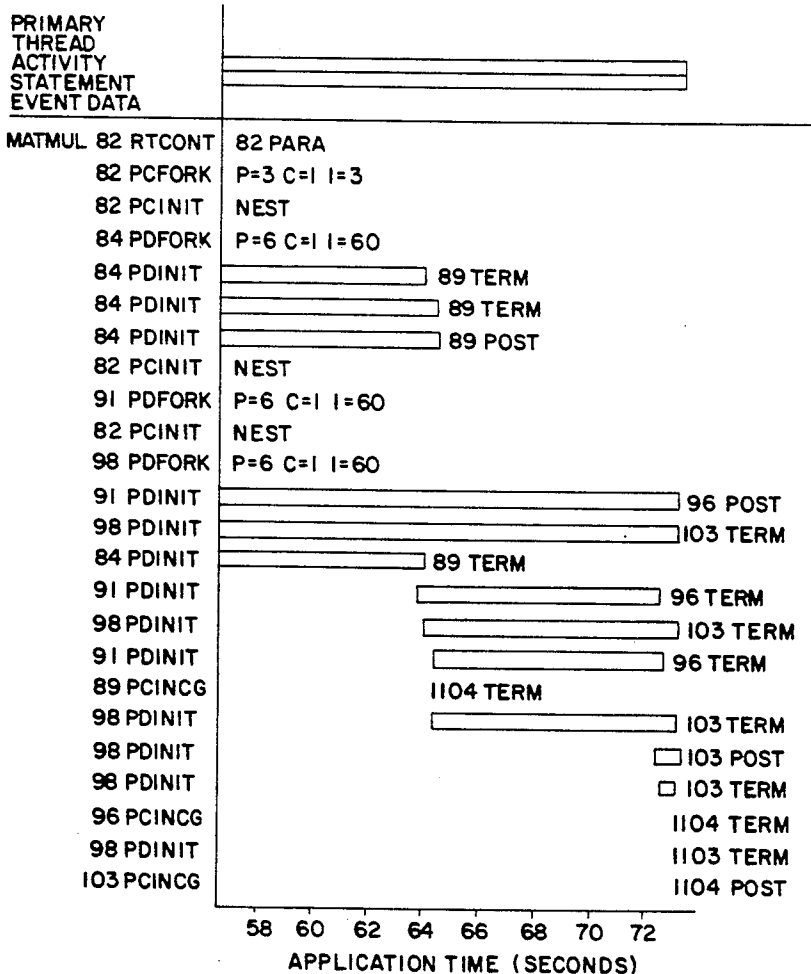 PRIMARY
THREAD
ACTIVITY
STATEMENT
EVENT DATA
MATMUL 82 RTCONT 82 PARA
82 PCFORK P=3 C=1 I=3
82 PCINIT NEST
84 PDFORK P=6 C=1 I=60
84 PDINIT 89 TERM
84 PDINIT 89 TERM
84 PDINIT 89 POST
82 PCINIT NEST
91 PDFORK P=6 C=1 I=60
82 PCINIT NEST
98 PDFORK P=6 C=1 I=60
91 PDINIT 96 POST
98 PDINIT 103 TERM
84 PDINIT 89 TERM
91 PDINIT 96 TERM
98 PDINIT 103 TERM
91 PDINIT 96 TERM
89 PCINCG 1104 TERM
98 PDINIT 103 TERM
98 PDINIT 103 POST
98 PDINIT 103 TERM
96 PCINCG 1104 TERM
98 PDINIT 1103 TERM
103 PCINCG 1104 POST
58 60 62 64 66 68 70 72
APPLICATION TIME (SECONDS)